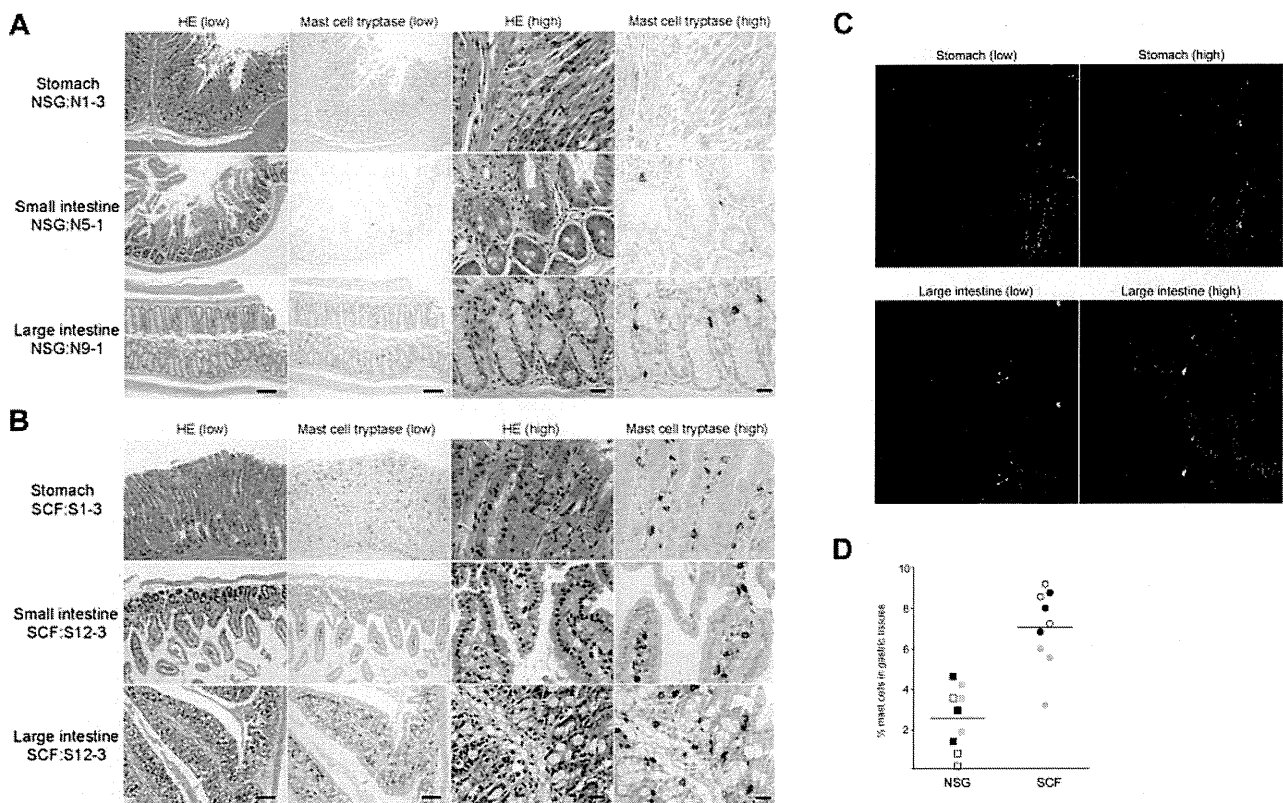 A
HE (low) Mast cell tryptase (low) HE (high) Mast cell tryptase (high)
Stomach
NSG:N1-3
Small intestine
NSG:N5-1
Large intestine
NSG:N9-1
B
HE (low) Mast cell tryptase (low) HE (high) Mast cell tryptase (high)
Stomach
SCF:S1-3
Small intestine
SCF:S12-3
Large intestine
SCF:S12-3
C
Stomach (low) Stomach (high)
Large intestine (low) Large intestine (high)
D
% mast cells in gastric tissues
10
8
6
4
2
NSG SCF